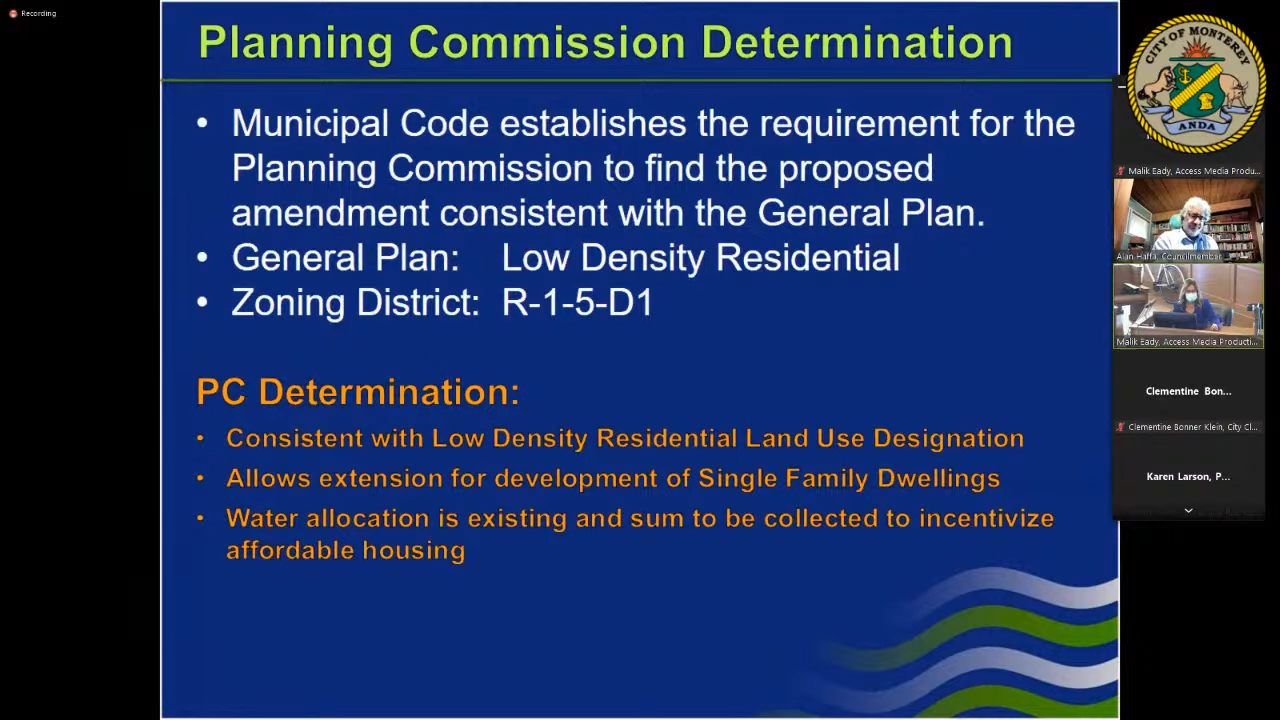 Recording
Planning Commission Determination
• Municipal Code establishes the requirement for the
Planning Commission to find the proposed
amendment consistent with the General Plan.
• General Plan: Low Density Residential
• Zoning District: R-1-5-D1
PC Determination:
• Consistent with Low Density Residential Land Use Designation
• Allows extension for development of Single Family Dwellings
• Water allocation is existing and sum to be collected to incentivize
affordable housing
CITY OF MONTEREY
ANDA
Malik Eady, Access Media Produ...
Alan Haffa, Councilmember
Malik Eady, Access Media Producti...
Clementine Bon...
Clementine Bonner Klein, City Cl...
Karen Larson, P...